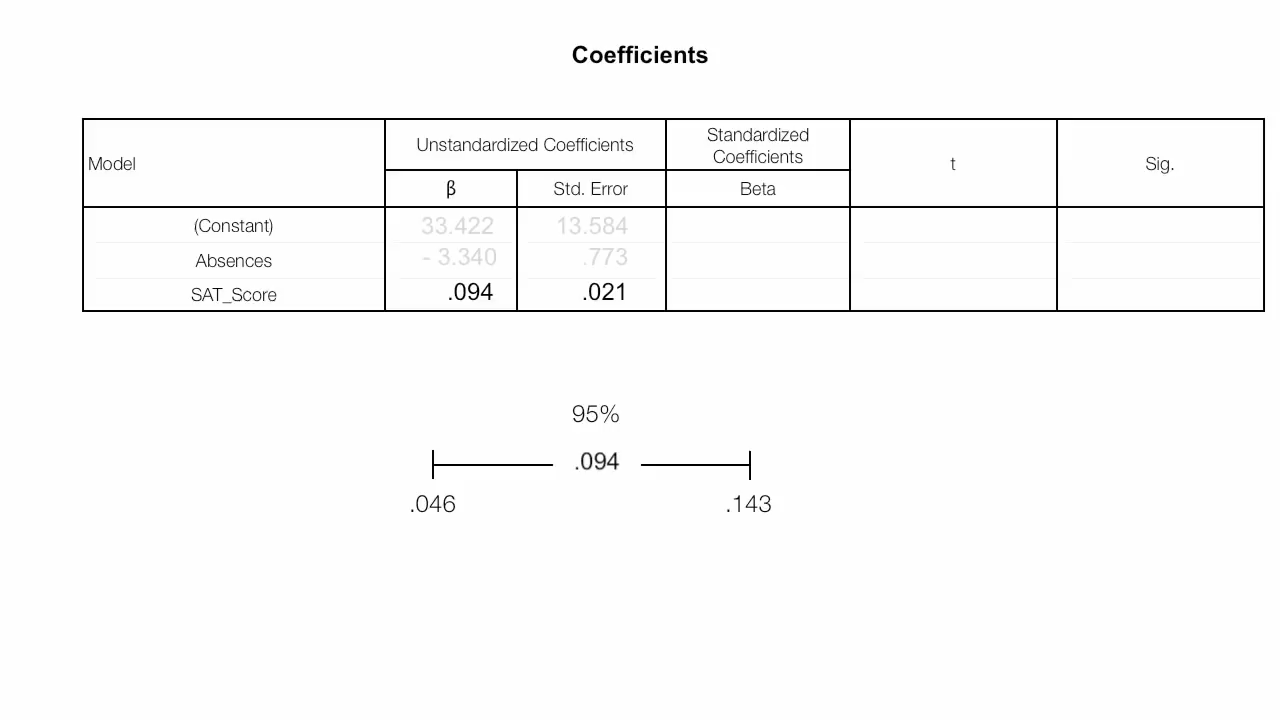 Coefficients
Model
Unstandardized Coefficients
Standardized
Coefficients
t
Sig.
β
Std. Error
Beta
(Constant) 33.422 13.584
Absences - 3.340 .773
SAT_Score .094 .021
95%
.094
.046 .143